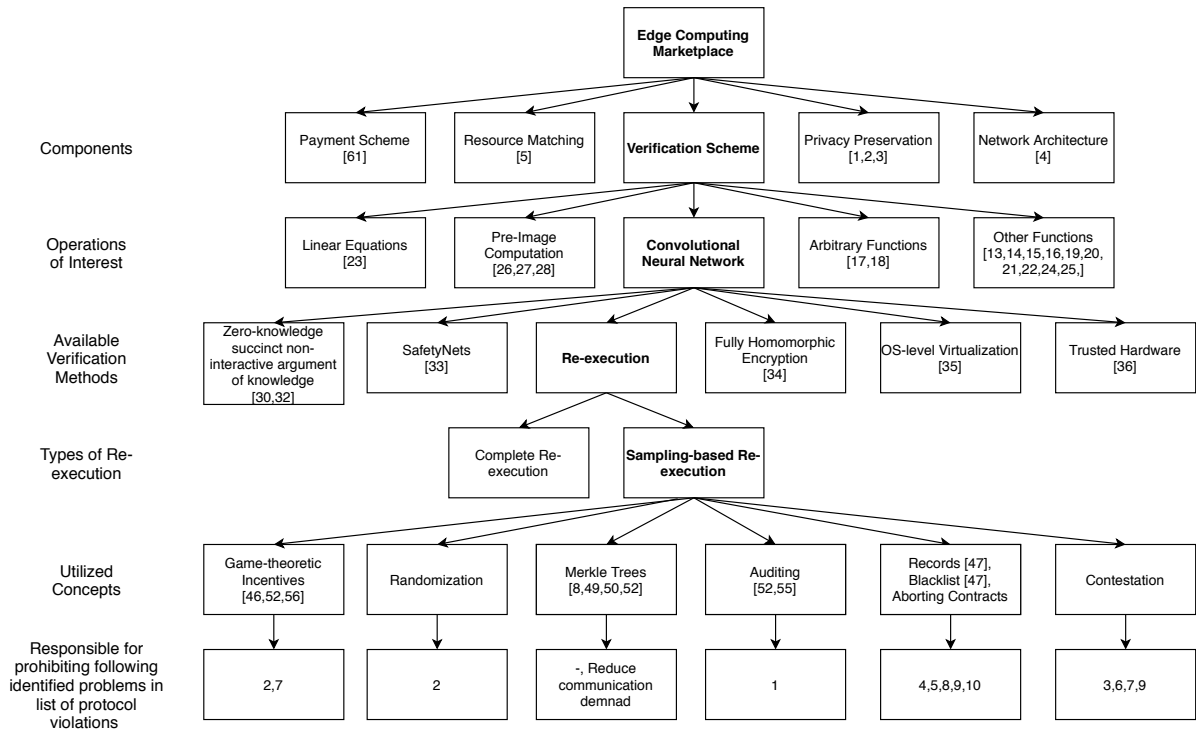 Edge Computing
Marketplace
Components
Payment Scheme
[61]
Resource Matching
[5]
Verification Scheme
Privacy Preservation
[1,2,3]
Network Architecture
[4]
Operations
of Interest
Linear Equations
[23]
Pre-Image
Computation
[26,27,28]
Convolutional
Neural Network
Arbitrary Functions
[17,18]
Other Functions
[13,14,15,16,19,20,
21,22,24,25,]
Available
Verification
Methods
Zero-knowledge
succinct non-
interactive argument
of knowledge
[30,32]
SafetyNets
[33]
Re-execution
Fully Homomorphic
Encryption
[34]
OS-level Virtualization
[35]
Trusted Hardware
[36]
Types of Re-
execution
Complete Re-
execution
Sampling-based Re-
execution
Utilized
Concepts
Game-theoretic
Incentives
[46,52,56]
Randomization
Merkle Trees
[8,49,50,52]
Auditing
[52,55]
Records [47],
Blacklist [47],
Aborting Contracts
Contestation
Responsible for
prohibiting following
identified problems in
list of protocol
violations
2,7
2
-, Reduce
communication
demnad
1
4,5,8,9,10
3,6,7,9